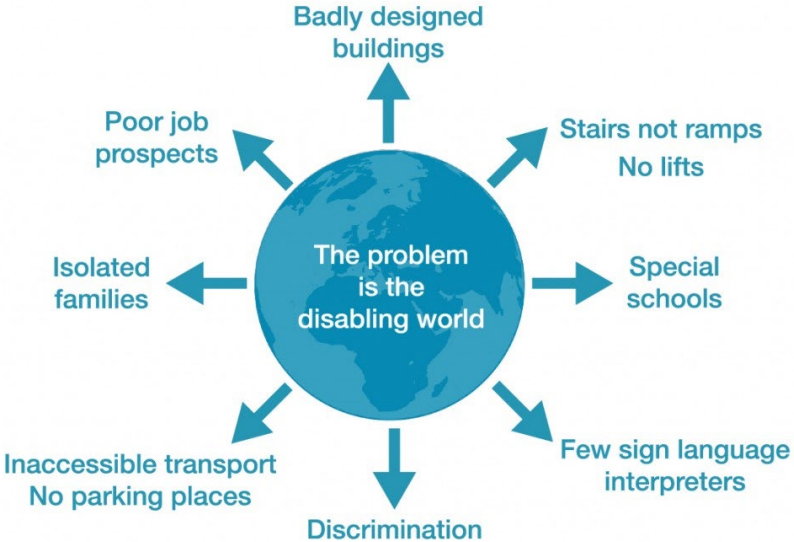 Badly designed
buildings
Stairs not ramps
No lifts
Special
schools
Few sign language
interpreters
Discrimination
Inaccessible transport
No parking places
Isolated
families
Poor job
prospects
The problem
is the
disabling world